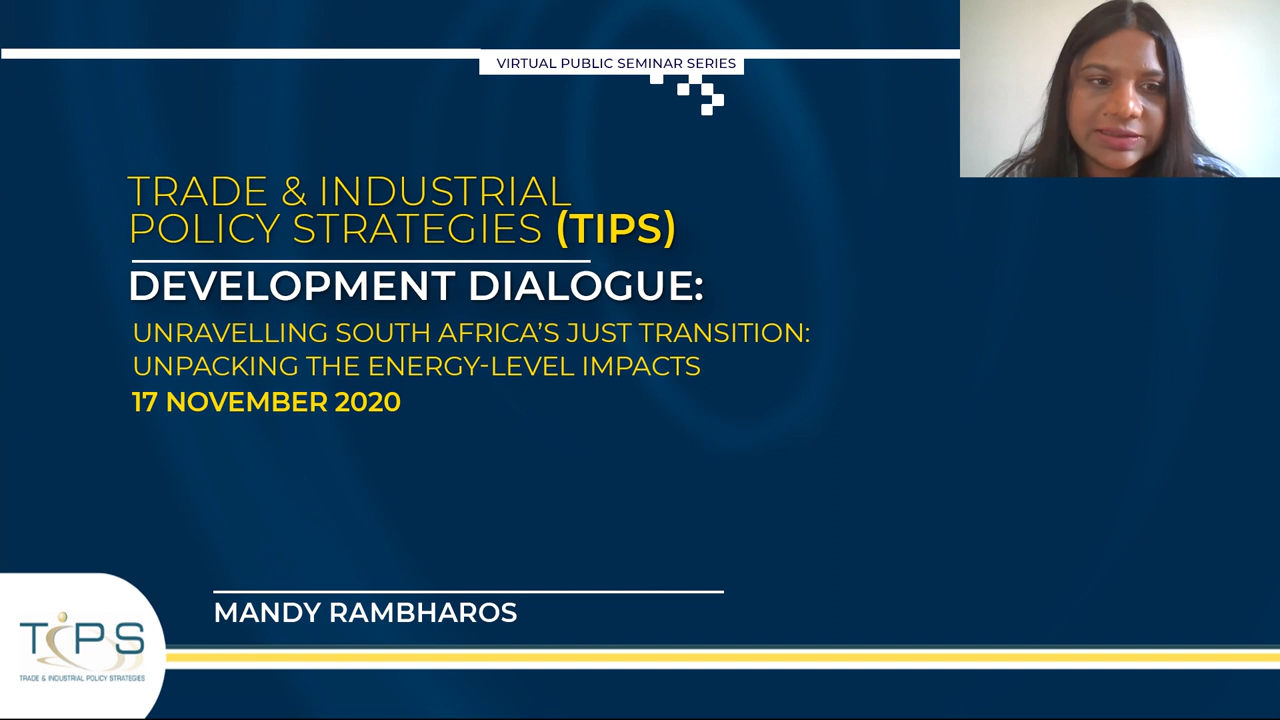 VIRTUAL PUBLIC SEMINAR SERIES
TRADE & INDUSTRIAL
POLICY STRATEGIES (TIPS)
DEVELOPMENT DIALOGUE:
UNRAVELLING SOUTH AFRICA'S JUST TRANSITION:
UNPACKING THE ENERGY-LEVEL IMPACTS
17 NOVEMBER 2020
MANDY RAMBHAROS
TiPS
TRADE & INDUSTRIAL POLICY STRATEGIES